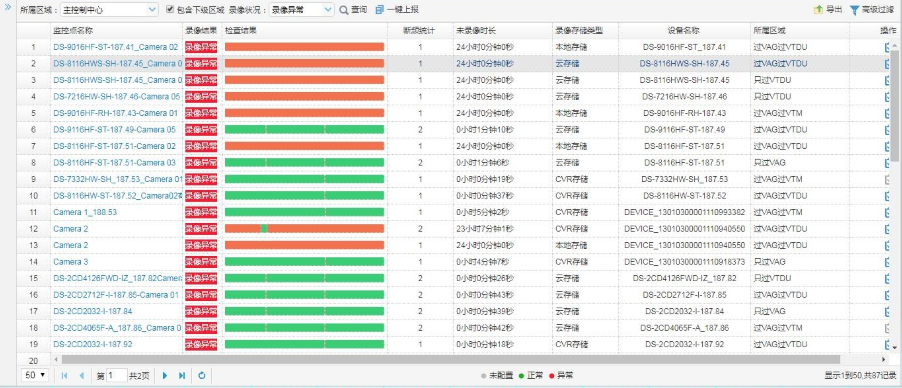 所属区域： 主控制中心 包含下级区域 录像状况： 录像异常 查询 一键上报 导出 高级过滤
监控点名称 录像结果 检查结果 断频统计 未录像时长 录像存储类型 设备名称 所属区域 操作
1 DS-9016HF-ST-187.41_Camera 02 录像异常 1 24小时0分钟0秒 本地存储 DS-9016HF-ST_187.41 过VAG过VTDU
2 DS-8116HWS-SH-187.45_Camera 0 录像异常 1 24小时0分钟0秒 云存储 DS-8116HWS-SH-187.45 过VAG过VTDU
3 DS-8116HWS-SH-187.45_Camera 0 录像异常 1 24小时0分钟0秒 云存储 DS-8116HWS-SH-187.45 只过VTDU
4 DS-7216HW-SH-187.46-Camera 05 录像异常 1 24小时0分钟0秒 云存储 DS-7216HW-SH-187.46 只过VTDU
5 DS-9016HF-RH-187.43-Camera 01 录像异常 1 24小时0分钟0秒 本地存储 DS-9016HF-RH-187.43 过VAG过VTM
6 DS-9116HF-ST-187.49-Camera 05 录像异常 2 0小时1分钟10秒 云存储 DS-9116HF-ST-187.49 过VAG过VTDU
7 DS-8116HF-ST-187.51-Camera 02 录像异常 1 24小时0分钟0秒 本地存储 DS-8116HF-ST-187.51 过VAG过VTDU
8 DS-8116HF-ST-187.51-Camera 03 录像异常 2 0小时1分钟6秒 云存储 DS-8116HF-ST-187.51 只过VAG
9 DS-7332HW-SH_187.53_Camera 01 录像异常 1 0小时0分钟19秒 CVR存储 DS-7332HW-SH_187.53 过VAG过VTM
10 DS-8116HW-ST-187.52_Camera02 录像异常 1 0小时0分钟37秒 CVR存储 DS-8116HW-ST-187.52 过VAG过VTDU
11 Camera 1_188.53 录像异常 1 0小时5分钟2秒 CVR存储 DEVICE_13010300001110993382 过VAG过VTM
12 Camera 2 录像异常 2 23小时7分钟1秒 CVR存储 DEVICE_13010300001110940550 过VAG过VTDU
13 Camera 2 录像异常 1 24小时0分钟0秒 本地存储 DEVICE_13010300001110940550 过VAG过VTDU
14 Camera 3 录像异常 1 0小时4分钟7秒 CVR存储 DEVICE_13010300001110918373 只过VAG
15 DS-2CD4126FWD-IZ_187.82Camera 录像异常 2 0小时0分钟26秒 云存储 DS-2CD4126FWD-IZ_187.82 只过VTDU
16 DS-2CD2712F-I-187.85-Camera 01 录像异常 2 0小时0分钟43秒 云存储 DS-2CD2712F-I-187.85 过VAG过VTDU
17 DS-2CD2032-I-187.84 录像异常 2 0小时0分钟39秒 云存储 DS-2CD2032-I-187.84 只过VAG
18 DS-2CD4065F-A_187.86_Camera 0 录像异常 2 0小时0分钟42秒 云存储 DS-2CD4065F-A_187.86 过VAG过VTM
19 DS-2CD2032-I-187.92 录像异常 1 0小时0分钟18秒 CVR存储 DS-2CD2032-I-187.92 过VAG过VTDU
20
50 第 1 共2页 未配置 正常 异常 显示1到50,共87记录